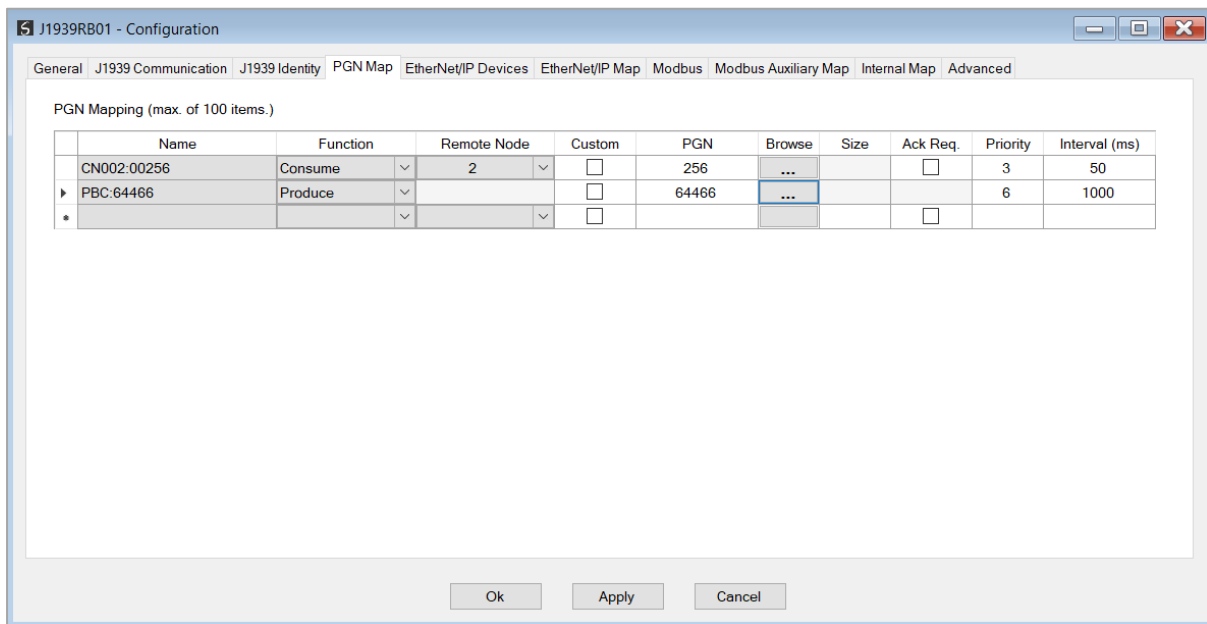 J1939RB01 - Configuration
General J1939 Communication J1939 Identity PGN Map EtherNet/IP Devices EtherNet/IP Map Modbus Modbus Auxiliary Map Internal Map Advanced
PGN Mapping (max. of 100 items.)
Name Function Remote Node Custom PGN Browse Size Ack Req. Priority Interval (ms)
CN002:00256 Consume 2 256 ... 3 50
PBC:64466 Produce 64466 ... 6 1000
Ok Apply Cancel